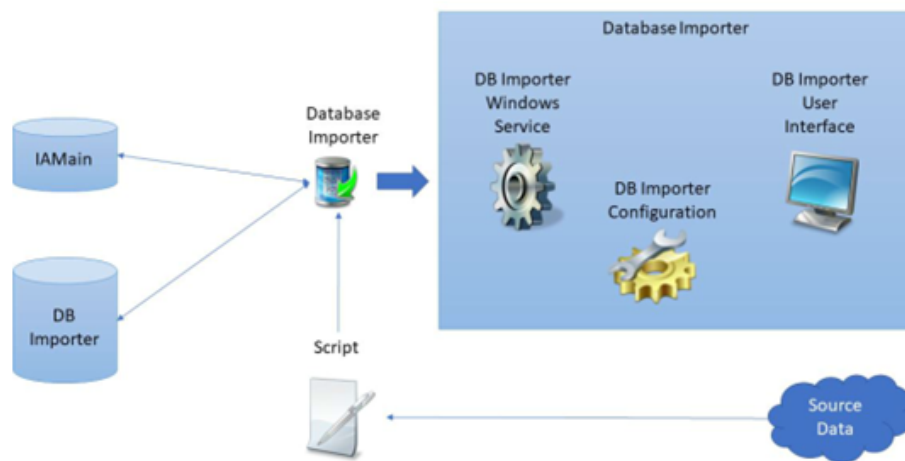 Database Importer
DB Importer
Windows
Service
DB Importer
User
Interface
Database
Importer
IAMain
DB Importer
Configuration
DB
Importer
Script
Source
Data